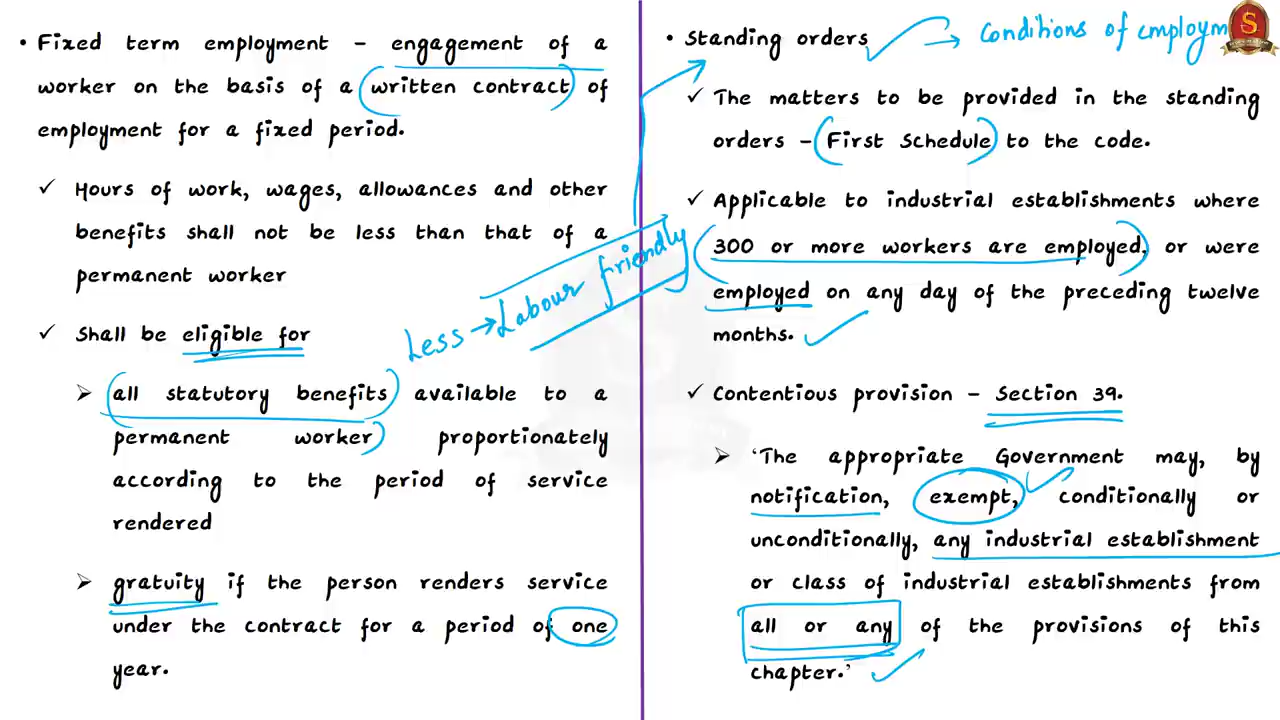 • Fixed term employment – engagement of a
worker on the basis of a written contract of
employment for a fixed period.
✓ Hours of work, wages, allowances and other
benefits shall not be less than that of a
permanent worker
✓ Shall be eligible for
➢ all statutory benefits available to a
permanent worker proportionately
according to the period of service
rendered
➢ gratuity if the person renders service
under the contract for a period of one
year.
Less → Labour friendly
• Standing orders
→ Conditions of employm
✓ The matters to be provided in the standing
orders – First Schedule to the code.
✓ Applicable to industrial establishments where
300 or more workers are employed, or were
employed on any day of the preceding twelve
months.
✓ Contentious provision – Section 39.
➢ ‘The appropriate Government may, by
notification, exempt, conditionally or
unconditionally, any industrial establishment
or class of industrial establishments from
all or any of the provisions of this
chapter.’
S